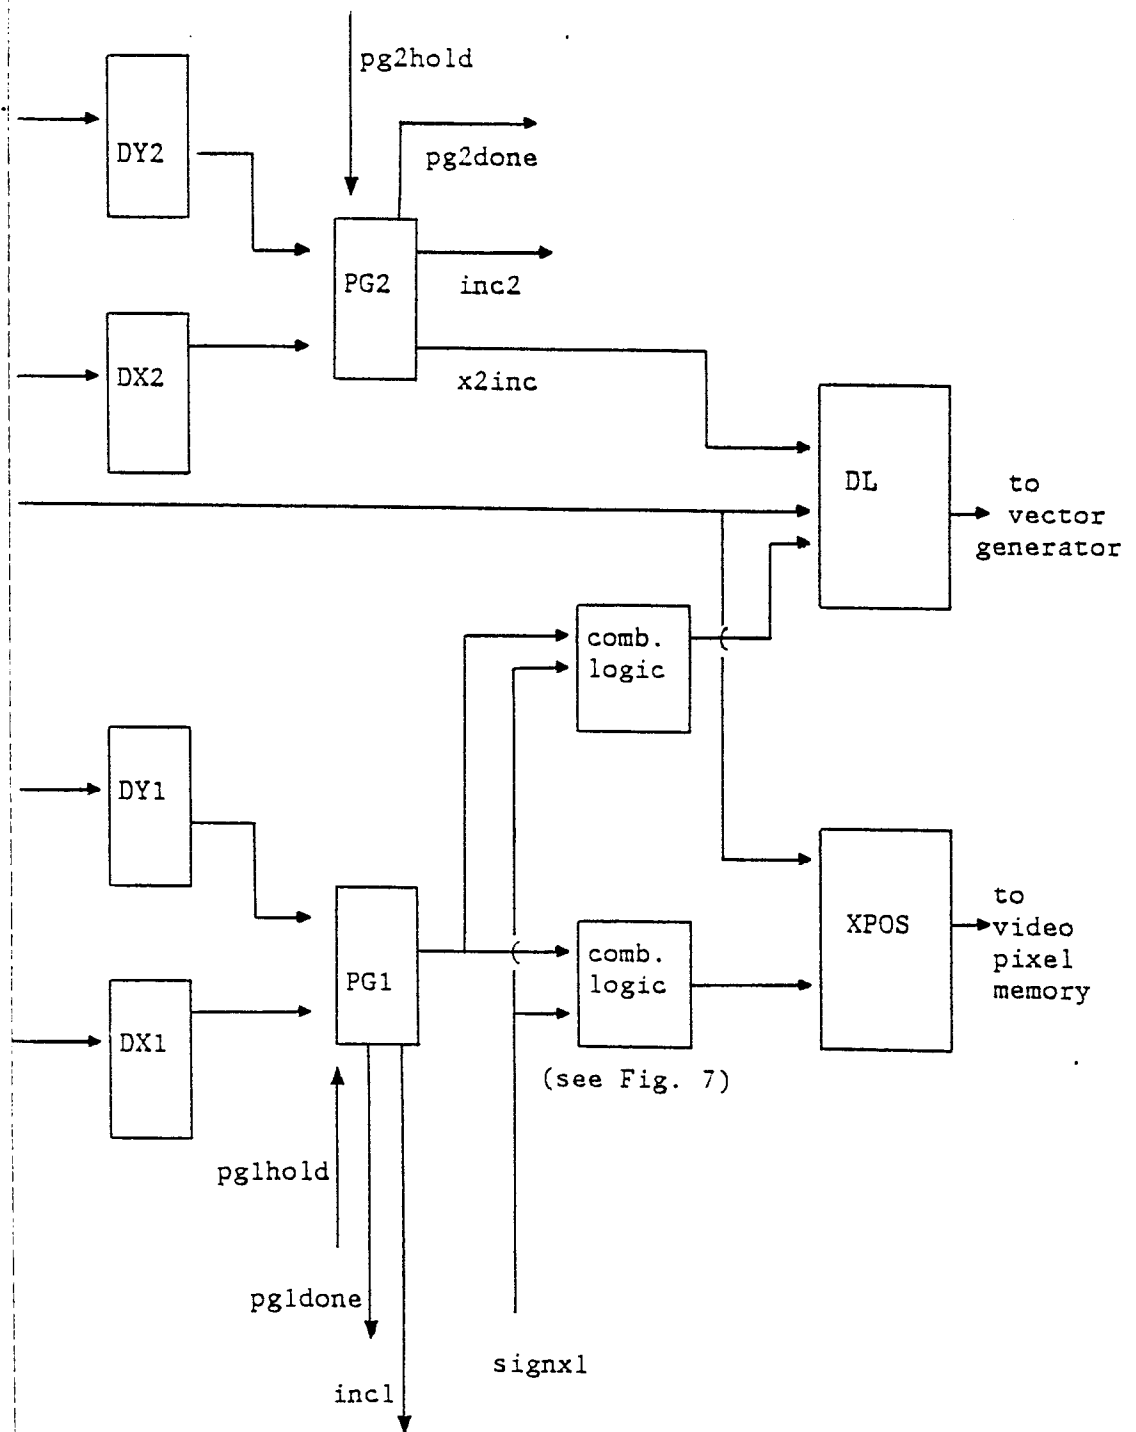 pg2hold
DY2
pg2done
PG2
inc2
DX2
x2inc
DL
to
vector
generator
comb.
logic
DY1
to
video
pixel
memory
XPOS
comb.
logic
PG1
DX1
(see Fig. 7)
pg1hold
pg1done
signx1
inc1